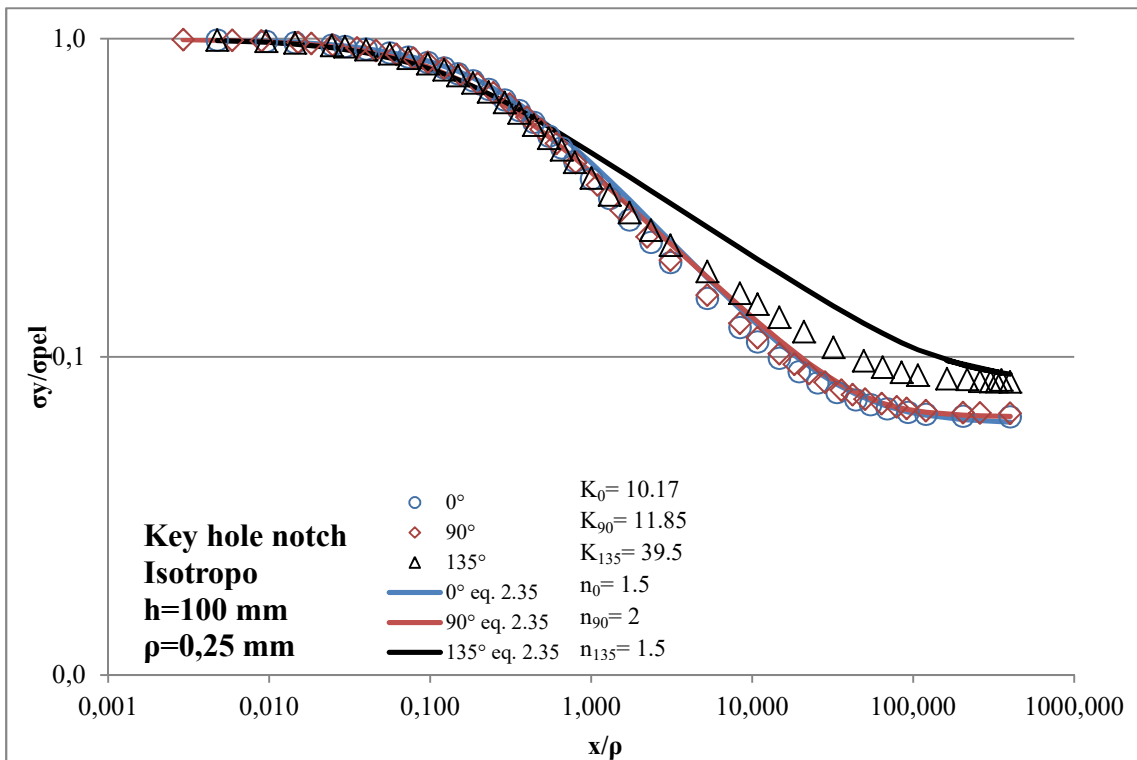 1,0
0,1
0,0
σy/σpel
0,001
0,010
0,100
1,000
10,000
100,000
1000,000
x/ρ
Key hole notch
Isotropo
h=100 mm
ρ=0,25 mm
0°
90°
135°
0° eq. 2.35
90° eq. 2.35
135° eq. 2.35
K₀= 10.17
K₉₀= 11.85
K₁₃₅= 39.5
n₀= 1.5
n₉₀= 2
n₁₃₅= 1.5